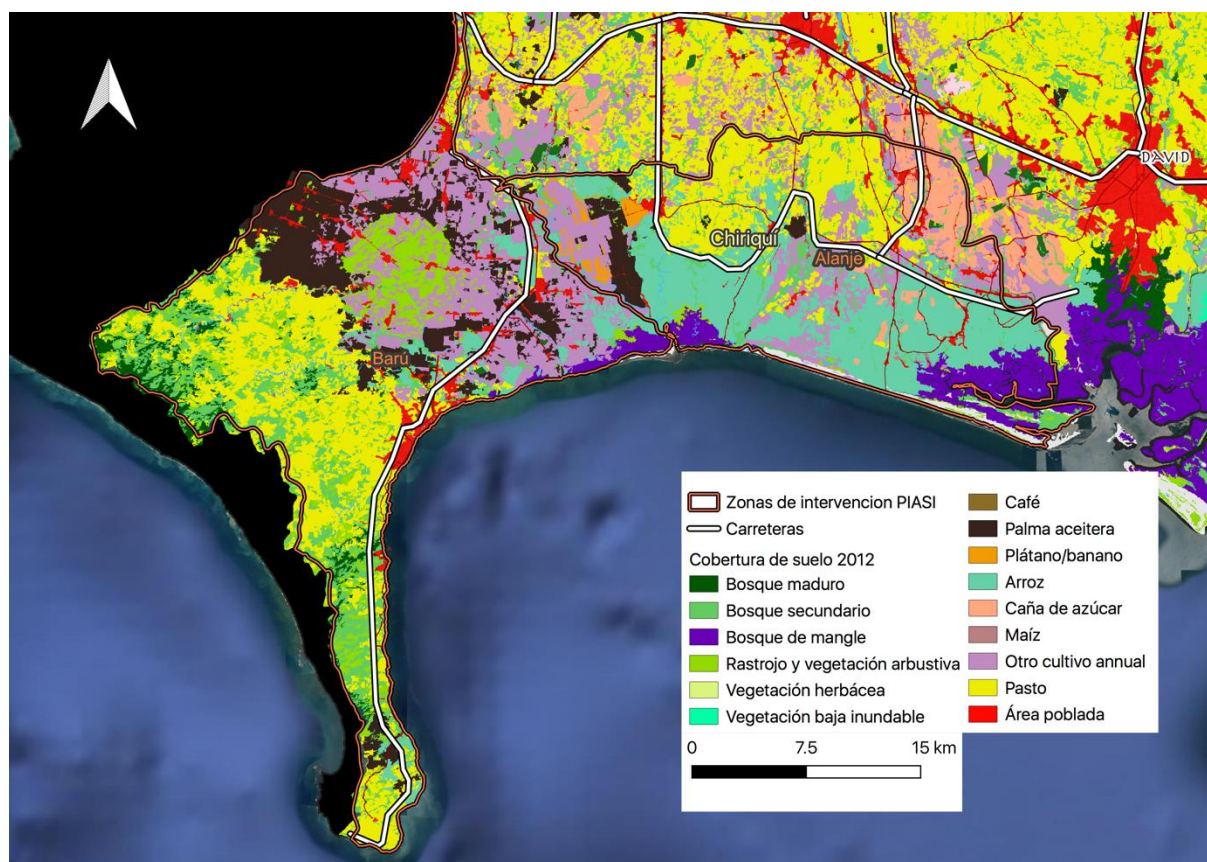 DAVID
Chiriquí
Alanje
Barú
Zonas de intervencion PIASI
Carreteras
Cobertura de suelo 2012
Bosque maduro
Bosque secundario
Bosque de mangle
Rastrojo y vegetación arbustiva
Vegetación herbácea
Vegetación baja inundable
Café
Palma aceitera
Plátano/banano
Arroz
Caña de azúcar
Maíz
Otro cultivo annual
Pasto
Área poblada
0 7.5 15 km